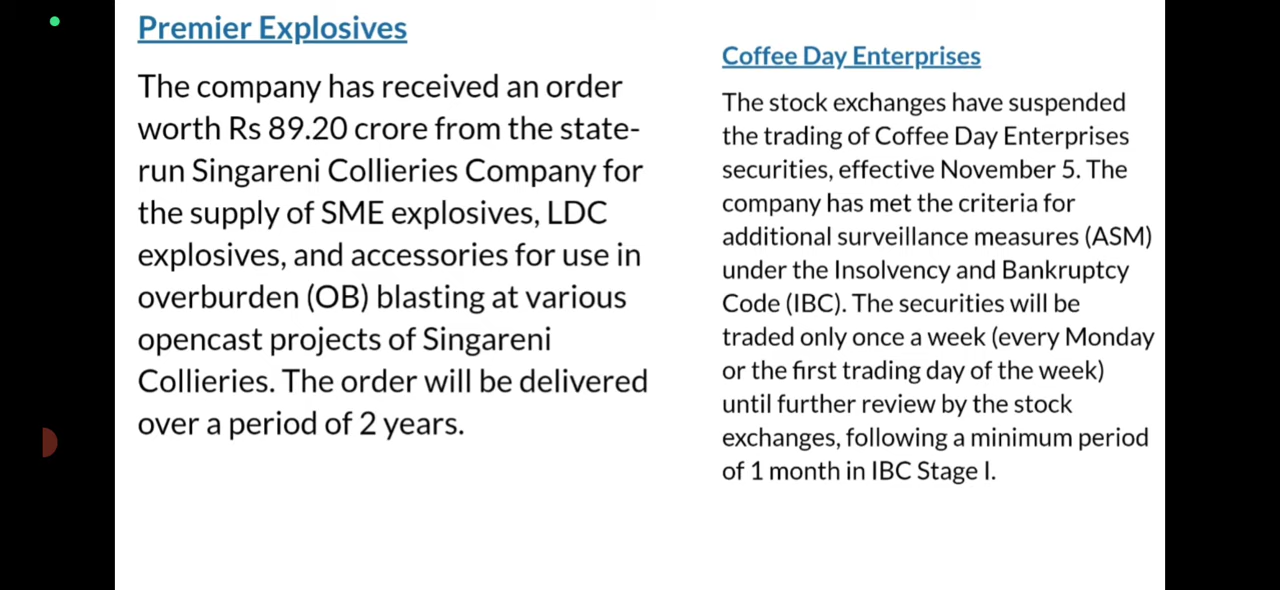 Premier Explosives
The company has received an order
worth Rs 89.20 crore from the state-
run Singareni Collieries Company for
the supply of SME explosives, LDC
explosives, and accessories for use in
overburden (OB) blasting at various
opencast projects of Singareni
Collieries. The order will be delivered
over a period of 2 years.
Coffee Day Enterprises
The stock exchanges have suspended
the trading of Coffee Day Enterprises
securities, effective November 5. The
company has met the criteria for
additional surveillance measures (ASM)
under the Insolvency and Bankruptcy
Code (IBC). The securities will be
traded only once a week (every Monday
or the first trading day of the week)
until further review by the stock
exchanges, following a minimum period
of 1 month in IBC Stage I.